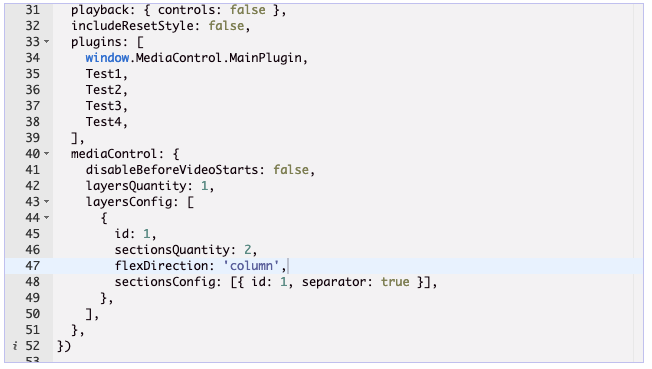 31 playback: { controls: false },
32 includeResetStyle: false,
33 plugins: [
34 window.MediaControl.MainPlugin,
35 Test1,
36 Test2,
37 Test3,
38 Test4,
39 ],
40 mediaControl: {
41 disableBeforeVideoStarts: false,
42 layersQuantity: 1,
43 layersConfig: [
44 {
45 id: 1,
46 sectionsQuantity: 2,
47 flexDirection: 'column',
48 sectionsConfig: [{ id: 1, separator: true }],
49 },
50 ],
51 },
i 52 })
53